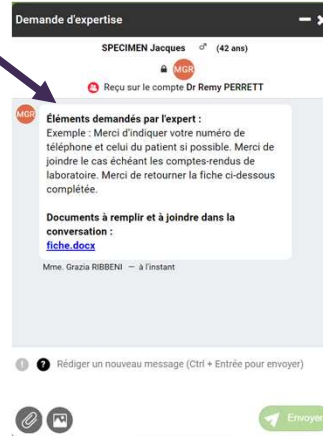 Demande d'expertise
SPECIMEN Jacques ♂ (42 ans)
MGR
Reçu sur le compte Dr Remy PERRETT
MGR
Éléments demandés par l'expert :
Exemple : Merci d'indiquer votre numéro de
téléphone et celui du patient si possible. Merci de
joindre le cas échéant les comptes-rendus de
laboratoire. Merci de retourner la fiche ci-dessous
complétée.
Documents à remplir et à joindre dans la
conversation :
fiche.docx
Mme. Grazia RIBBENI — à l'instant
Rédiger un nouveau message (Ctrl + Entrée pour envoyer)
Envoyer